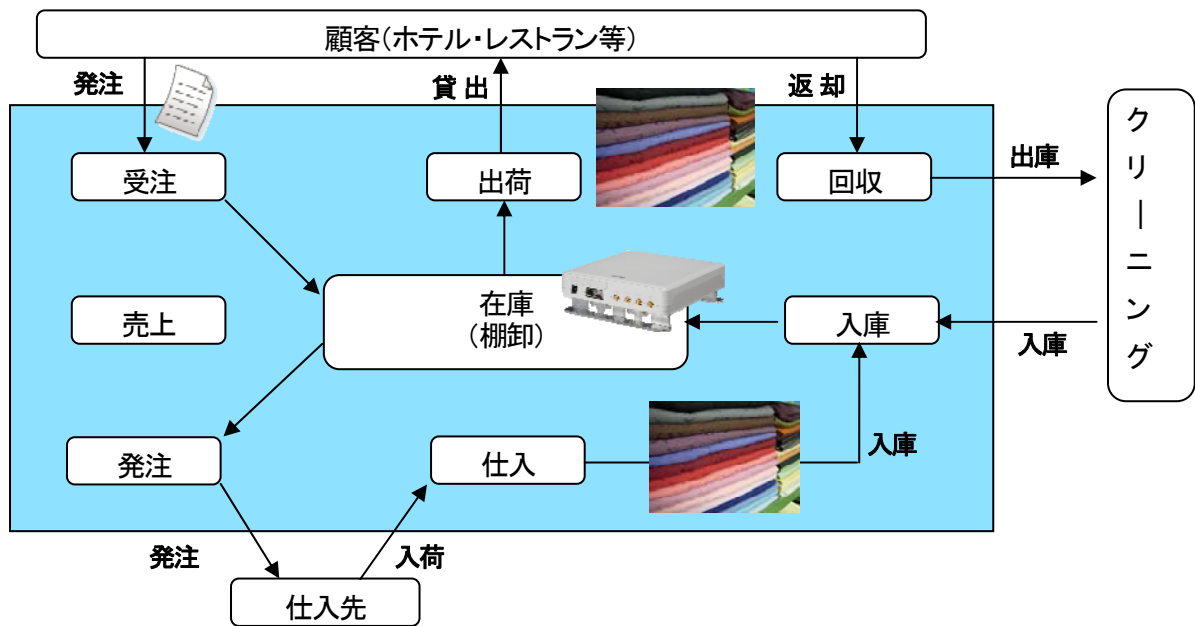 顧客(ホテル・レストラン等)
発注
貸 出
返 却
受注
出荷
回収
出庫
クリーニング
売上
在庫
(棚卸)
入庫
入庫
発注
仕入
入庫
発注
入荷
仕入先